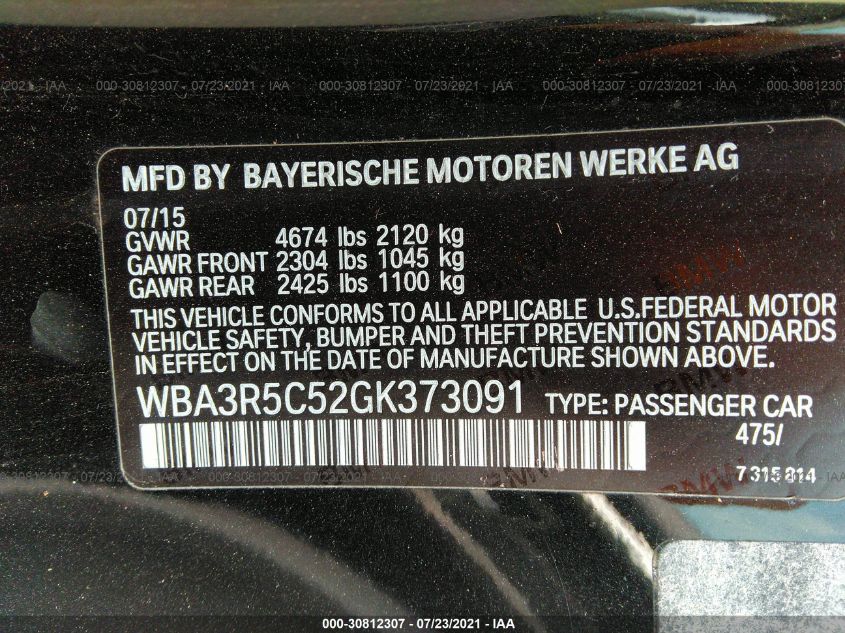 000-30812307 - 07/23/2021 - IAA
MFD BY BAYERISCHE MOTOREN WERKE AG
07/15
GVWR 4674 lbs 2120 kg
GAWR FRONT 2304 lbs 1045 kg
GAWR REAR 2425 lbs 1100 kg
THIS VEHICLE CONFORMS TO ALL APPLICABLE U.S.FEDERAL MOTOR
VEHICLE SAFETY, BUMPER AND THEFT PREVENTION STANDARDS
IN EFFECT ON THE DATE OF MANUFACTURE SHOWN ABOVE.
WBA3R5C52GK373091 TYPE: PASSENGER CAR
475/
7315814
000-30812307 - 07/23/2021 - IAA